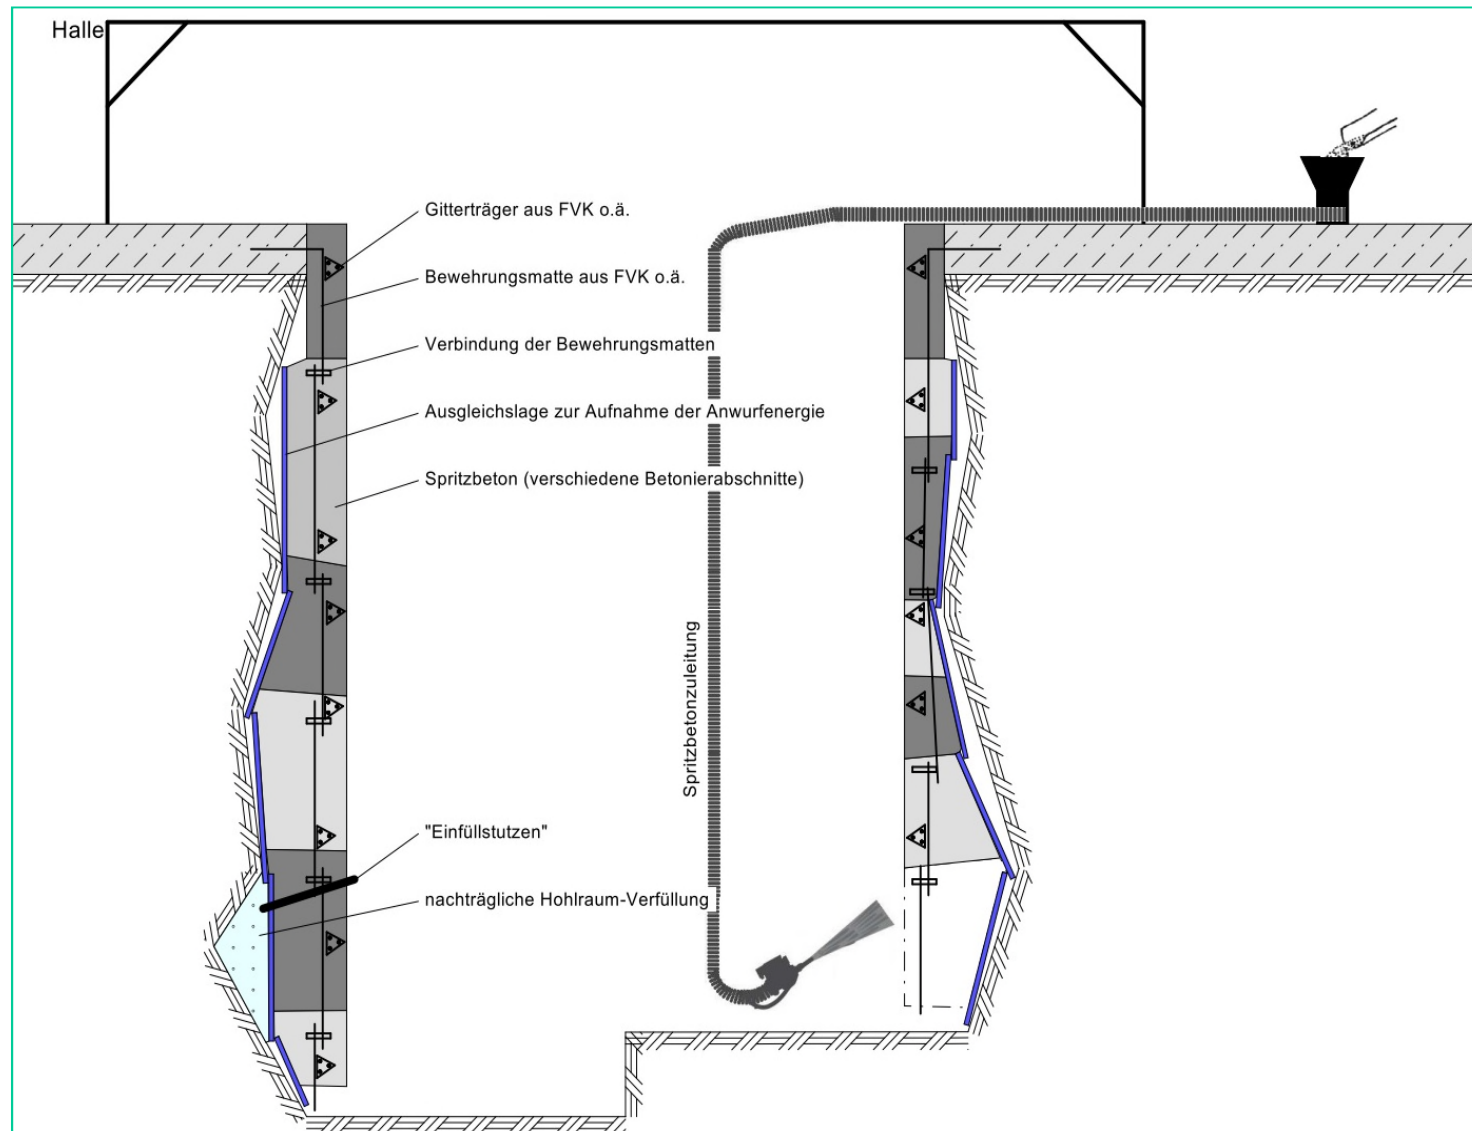 Halle
Gitterträger aus FVK o.ä.
Bewehrungsmatte aus FVK o.ä.
Verbindung der Bewehrungsmatten
Ausgleichslage zur Aufnahme der Anwurfenergie
Spritzbeton (verschiedene Betonierabschnitte)
Spritzbetonzuleitung
"Einfüllstutzen"
nachträgliche Hohlraum-Verfüllung